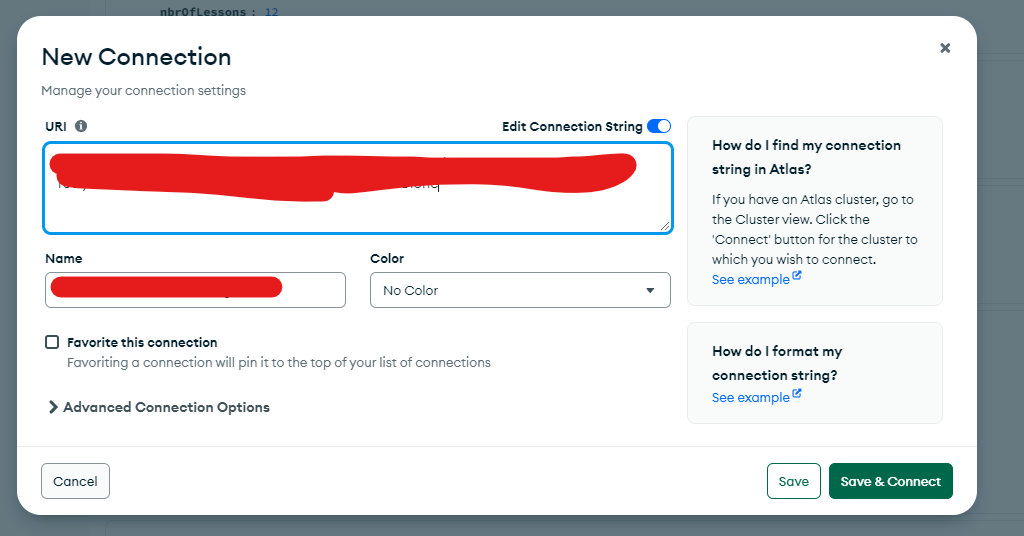 nbrOfLessons : 12
New Connection
Manage your connection settings
URI
Edit Connection String
Name
Color
No Color
Favorite this connection
Favoriting a connection will pin it to the top of your list of connections
Advanced Connection Options
How do I find my connection
string in Atlas?
If you have an Atlas cluster, go to
the Cluster view. Click the
'Connect' button for the cluster to
which you wish to connect.
See example
How do I format my
connection string?
See example
Cancel
Save
Save & Connect